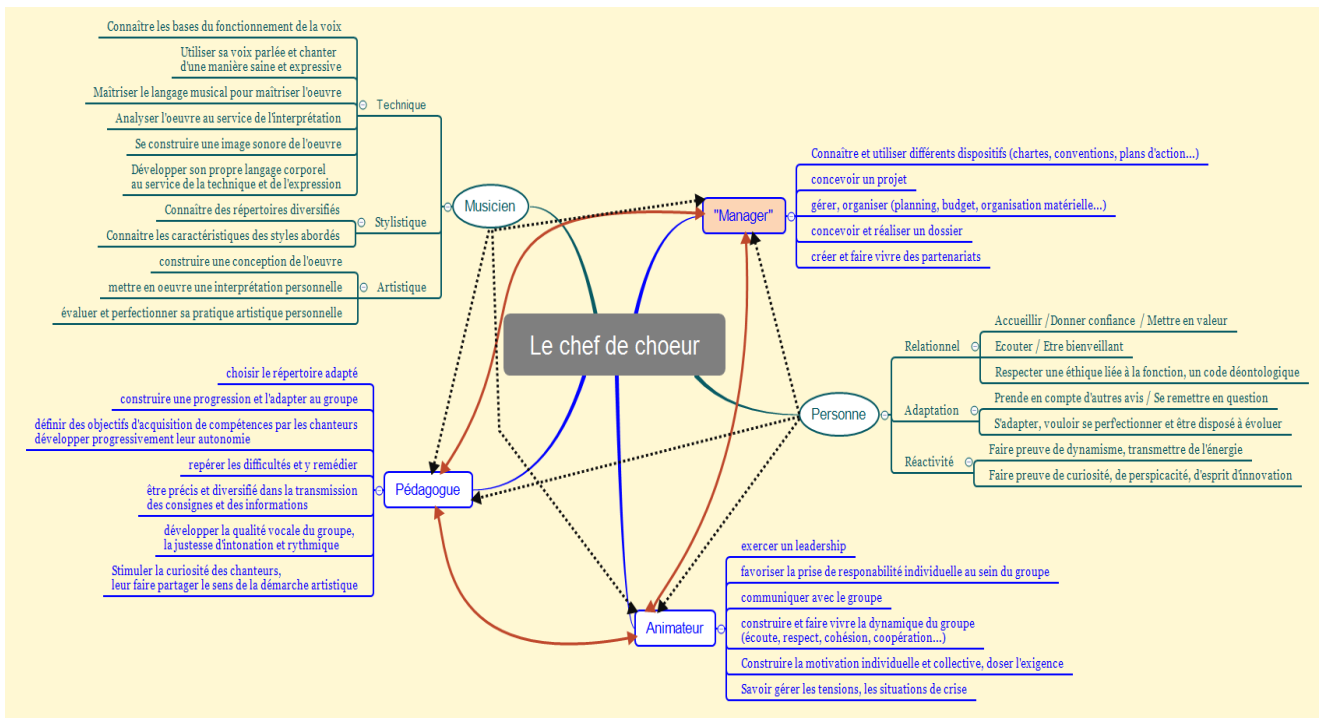 Connaître les bases du fonctionnement de la voix
Utiliser sa voix parlée et chanter
d'une manière saine et expressive
Maîtriser le langage musical pour maîtriser l'oeuvre
Analyser l'oeuvre au service de l'interprétation
Se construire une image sonore de l'oeuvre
Développer son propre langage corporel
au service de la technique et de l'expression
Technique
Connaître des répertoires diversifiés
Connaitre les caractéristiques des styles abordés
Stylistique
construire une conception de l'oeuvre
mettre en oeuvre une interprétation personnelle
évaluer et perfectionner sa pratique artistique personnelle
Artistique
Musicien
"Manager"
Connaître et utiliser différents dispositifs (chartes, conventions, plans d'action...)
concevoir un projet
gérer, organiser (planning, budget, organisation matérielle...)
concevoir et réaliser un dossier
créer et faire vivre des partenariats
Le chef de choeur
Personne
Relationnel
Accueillir /Donner confiance / Mettre en valeur
Ecouter / Etre bienveillant
Respecter une éthique liée à la fonction, un code déontologique
Adaptation
Prende en compte d'autres avis / Se remettre en question
S'adapter, vouloir se perf'ectionner et être disposé à évoluer
Réactivité
Faire preuve de dynamisme, transmettre de l'énergie
Faire preuve de curiosité, de perspicacité, d'esprit d'innovation
choisir le répertoire adapté
construire une progression et l'adapter au groupe
définir des objectifs d'acquisition de compétences par les chanteurs
développer progressivement leur autonomie
repérer les difficultés et y remédier
être précis et diversifié dans la transmission
des consignes et des informations
développer la qualité vocale du groupe,
la justesse d'intonation et rythmique
Stimuler la curiosité des chanteurs,
leur faire partager le sens de la démarche artistique
Pédagogue
Animateur
exercer un leadership
favoriser la prise de responabilité individuelle au sein du groupe
communiquer avec le groupe
construire et faire vivre la dynamique du groupe
(écoute, respect, cohésion, coopération...)
Construire la motivation individuelle et collective, doser l'exigence
Savoir gérer les tensions, les situations de crise